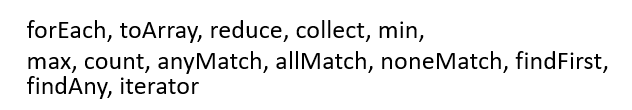 forEach, toArray, reduce, collect, min,
max, count, anyMatch, allMatch, noneMatch, findFirst,
findAny, iterator